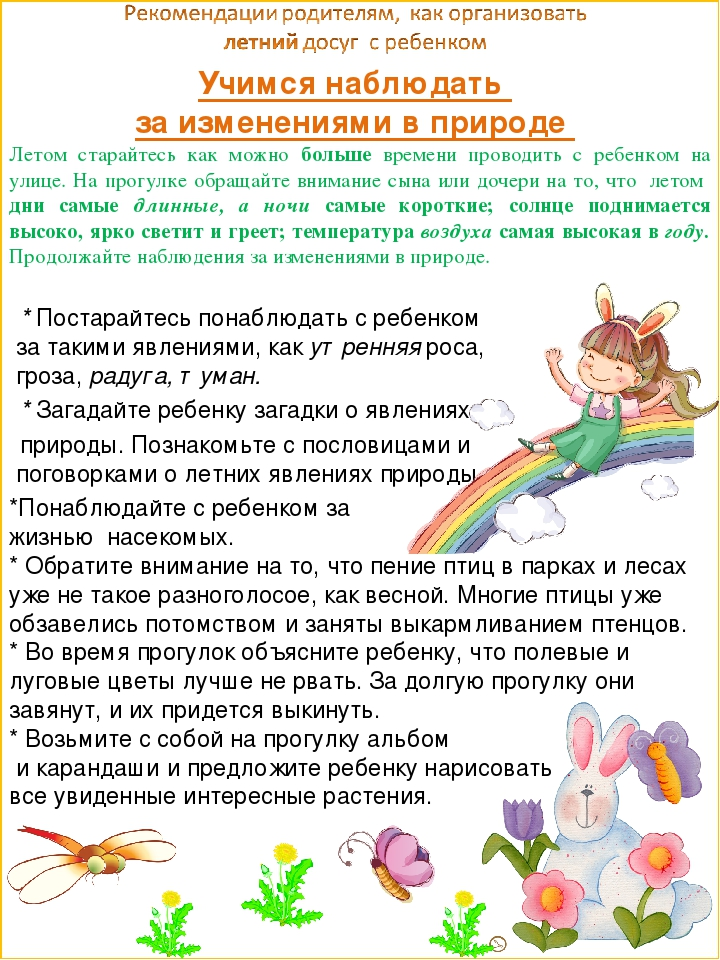 Рекомендации родителям, как организовать
летний досуг с ребенком
Учимся наблюдать
за изменениями в природе
Летом старайтесь как можно больше времени проводить с ребенком на
улице. На прогулке обращайте внимание сына или дочери на то, что летом
дни самые длинные, а ночи самые короткие; солнце поднимается
высоко, ярко светит и греет; температура воздуха самая высокая в году.
Продолжайте наблюдения за изменениями в природе.
* Постарайтесь понаблюдать с ребенком
за такими явлениями, как ут ренняя роса,
гроза, радуга, т уман.
* Загадайте ребенку загадки о явлениях
природы. Познакомьте с пословицами и
поговорками о летних явлениях природы
*Понаблюдайте с ребенком за
жизнью насекомых.
* Обратите внимание на то, что пение птиц в парках и лесах
уже не такое разноголосое, как весной. Многие птицы уже
обзавелись потомством и заняты выкармливанием птенцов.
* Во время прогулок объясните ребенку, что полевые и
луговые цветы лучше не рвать. За долгую прогулку они
завянут, и их придется выкинуть.
* Возьмите с собой на прогулку альбом
и карандаши и предложите ребенку нарисовать
все увиденные интересные растения.